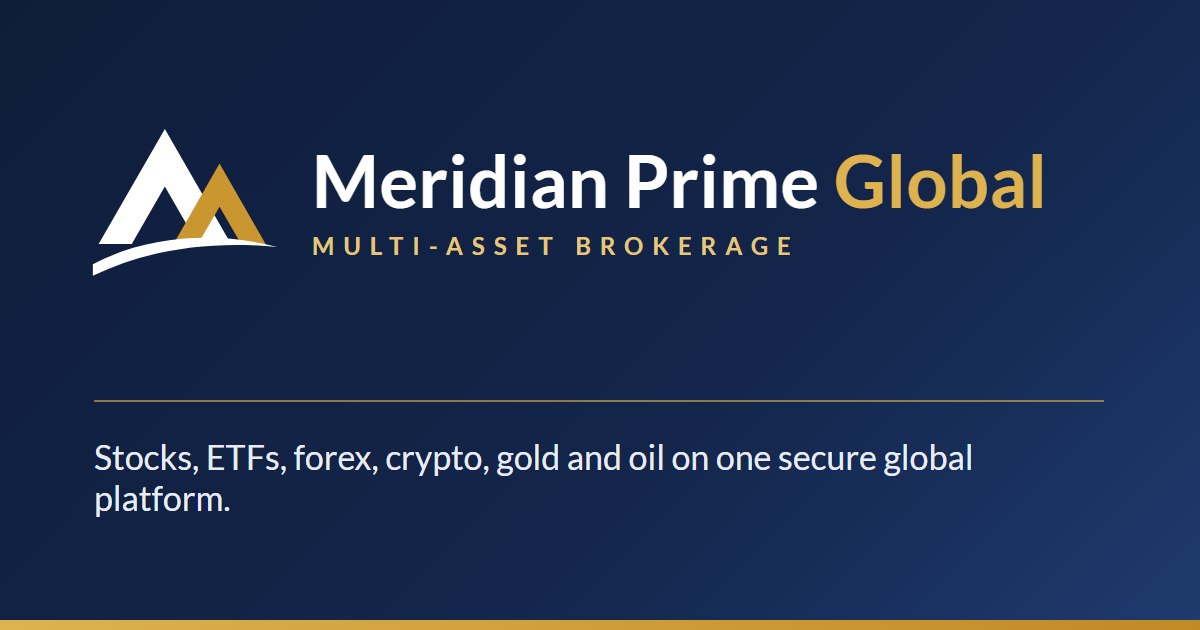 Meridian Prime Global
MULTI-ASSET BROKERAGE
Stocks, ETFs, forex, crypto, gold and oil on one secure global
platform.